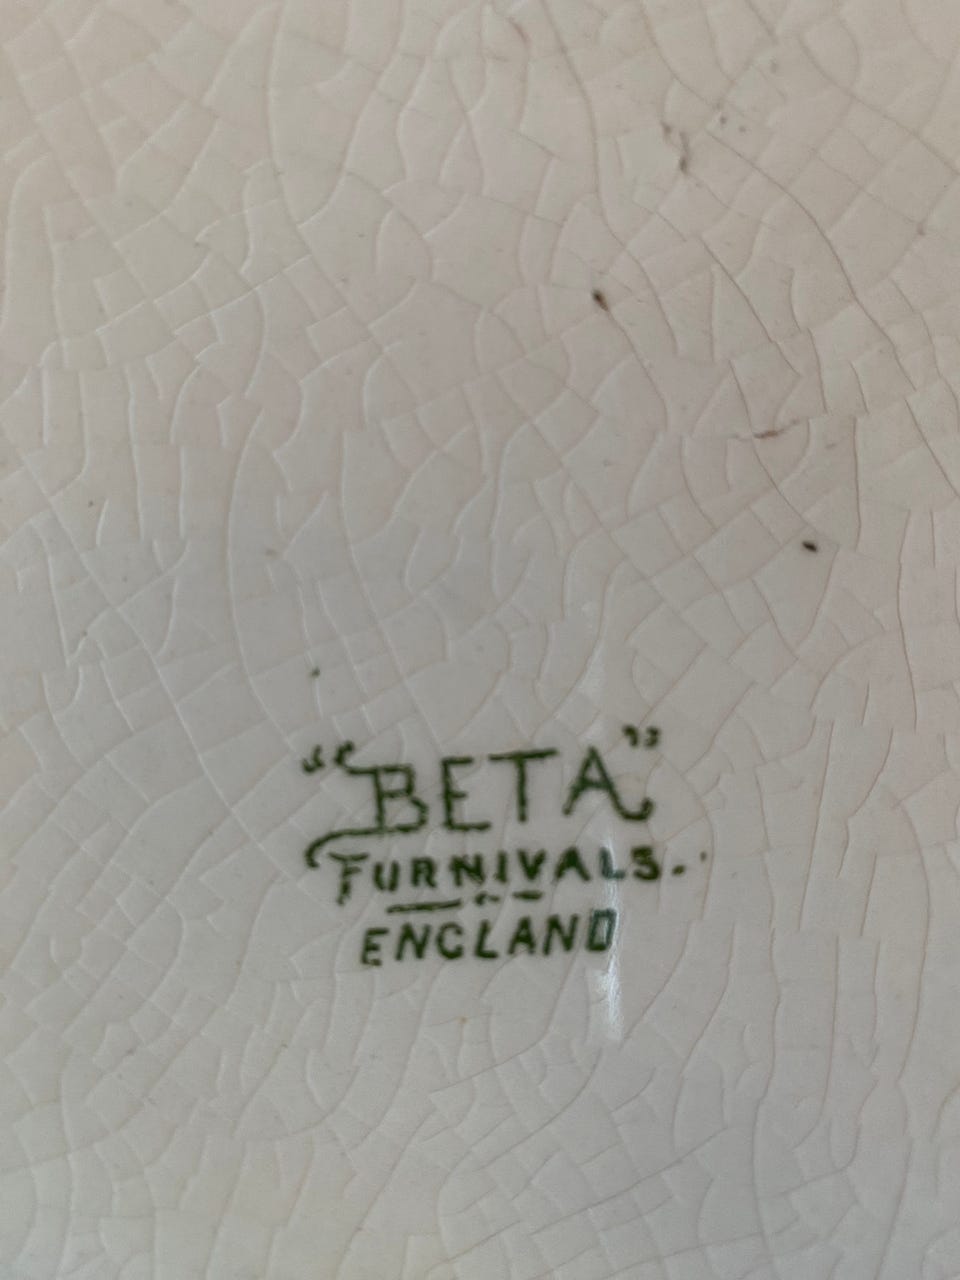 "BETA"
FURNIVALS.
ENGLAND